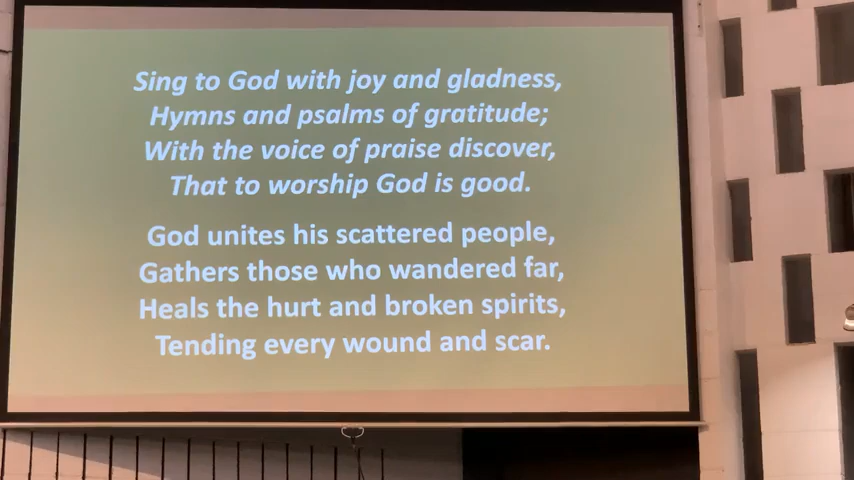 Sing to God with joy and gladness,
Hymns and psalms of gratitude;
With the voice of praise discover,
That to worship God is good.
God unites his scattered people,
Gathers those who wandered far,
Heals the hurt and broken spirits,
Tending every wound and scar.